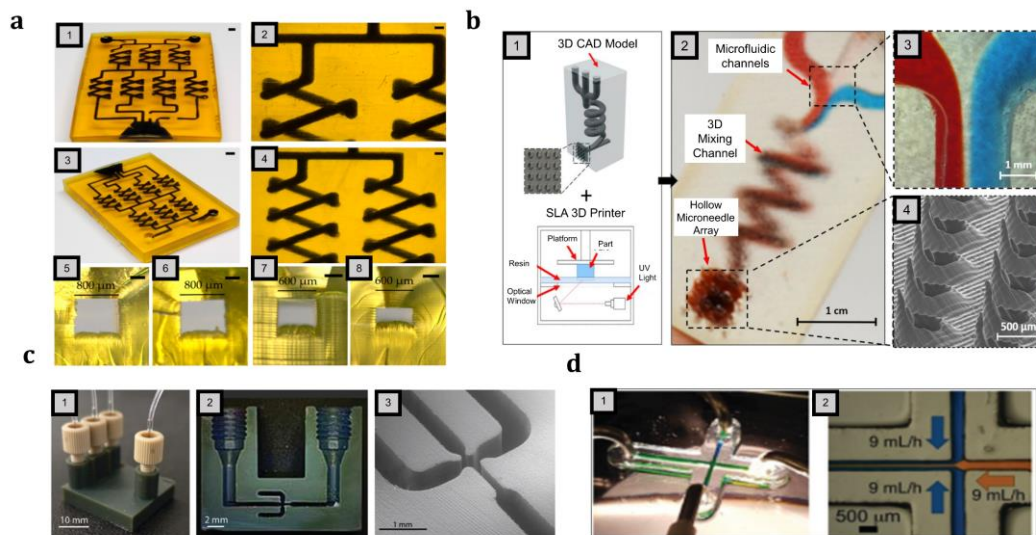 a
1
2
3
4
5
800 μm
6
800 μm
7
600 μm
8
600 μm
b
1
3D CAD Model
+
SLA 3D Printer
Platform
Part
Resin
Optical
Window
UV
Light
2
Microfluidic
channels
3D
Mixing
Channel
Hollow
Microneedle
Array
1 cm
3
1 mm
4
500 μm
c
1
10 mm
2
2 mm
3
1 mm
d
1
2
9 mL/h
9 mL/h
9 mL/h
500 μm